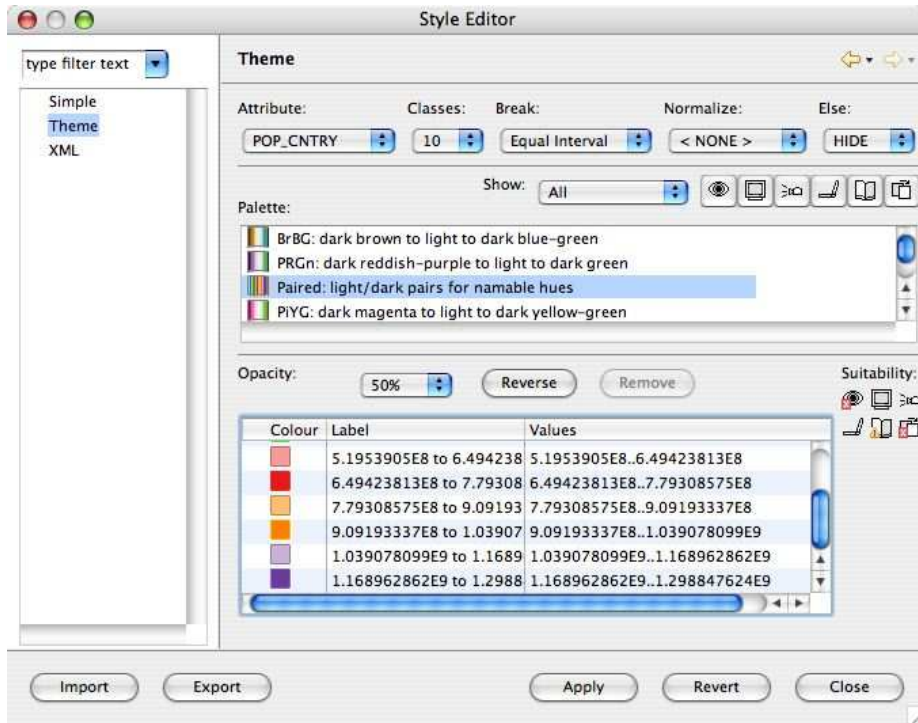 Style Editor
type filter text
Simple
Theme
XML
Theme
Attribute: Classes: Break: Normalize: Else:
POP_CNTRY 10 Equal Interval < NONE > HIDE
Show: All
Palette:
BrBG: dark brown to light to dark blue-green
PRGn: dark reddish-purple to light to dark green
Paired: light/dark pairs for namable hues
PiYG: dark magenta to light to dark yellow-green
Opacity: 50% Reverse Remove Suitability:
Colour Label Values
5.1953905E8 to 6.494238 5.1953905E8..6.49423813E8
6.49423813E8 to 7.79308 6.49423813E8..7.79308575E8
7.79308575E8 to 9.09193 7.79308575E8..9.09193337E8
9.09193337E8 to 1.03907 9.09193337E8..1.039078099E9
1.039078099E9 to 1.1689 1.039078099E9..1.168962862E9
1.168962862E9 to 1.2988 1.168962862E9..1.298847624E9
Import Export Apply Revert Close